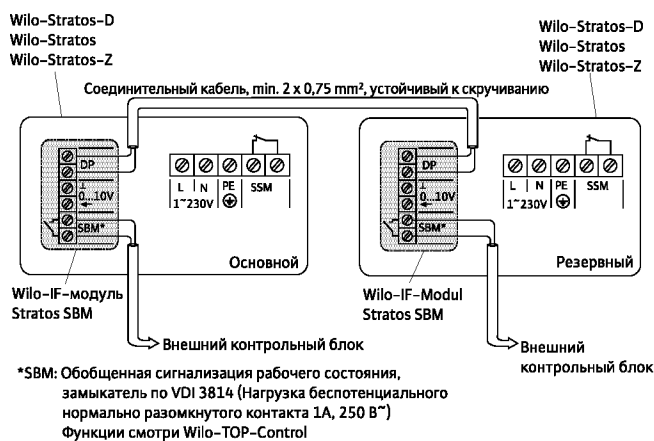 Wilo-Stratos-D
Wilo-Stratos
Wilo-Stratos-Z
Wilo-Stratos-D
Wilo-Stratos
Wilo-Stratos-Z
Соединительный кабель, min. 2 x 0,75 mm², устойчивый к скручиванию
DP
⊥
0...10V
SBM*
L N PE SSM
1~230V
Основной
DP
⊥
0...10V
SBM*
L N PE SSM
1~230V
Резервный
Wilo-IF-модуль
Stratos SBM
Wilo-IF-Modul
Stratos SBM
Внешний контрольный блок
Внешний
контрольный блок
*SBM: Обобщенная сигнализация рабочего состояния,
замыкатель по VDI 3814 (Нагрузка беспотенциального
нормально разомкнутого контакта 1А, 250 В~)
Функции смотри Wilo-TOP-Control